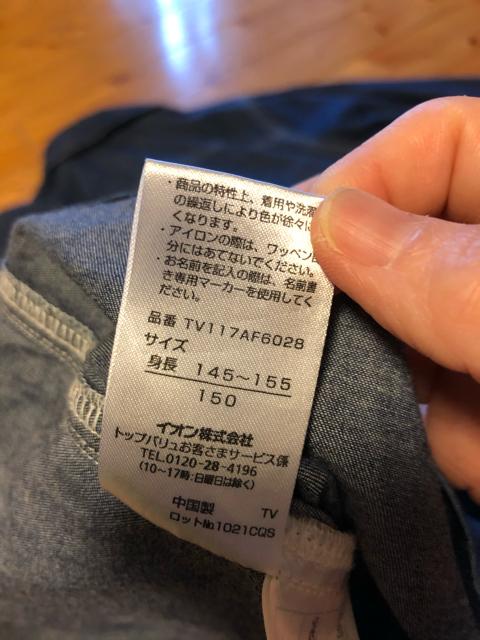 ・商品の特性上、着用や洗濯
の繰返しにより色が徐々に
くなります。
・アイロンの際は、ワッペン
分にはあてないでください。
・お名前を記入の際は、名前書
き専用マーカーを使用してく
ださい。
品番 TV117AF6028
サイズ
身長 145～155
150
イオン株式会社
トップバリュお客さまサービス係
TEL.0120-28-4196
(10～17時:日曜日は除く)
中国製 TV
ロット№1021CQS